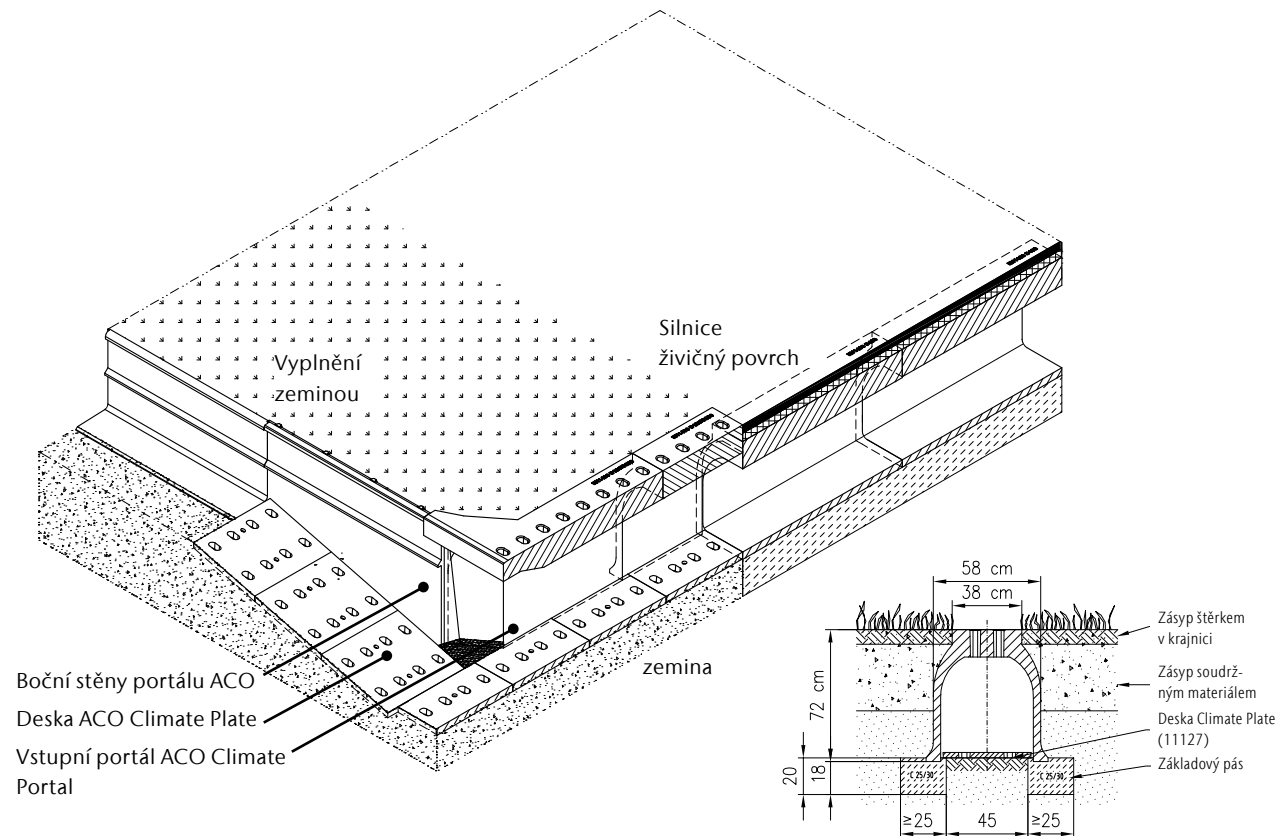 Vyplnění
zeminou
Silnice
živičný povrch
zemina
Boční stěny portálu ACO
Deska ACO Climate Plate
Vstupní portál ACO Climate
Portal
58 cm
38 cm
72 cm
20
18
≥25
45
≥25
C 25/30
C 25/30
Zásyp štěrkem
v krajnici
Zásyp soudrž-
ným materiálem
Deska Climate Plate
(11127)
Základový pás